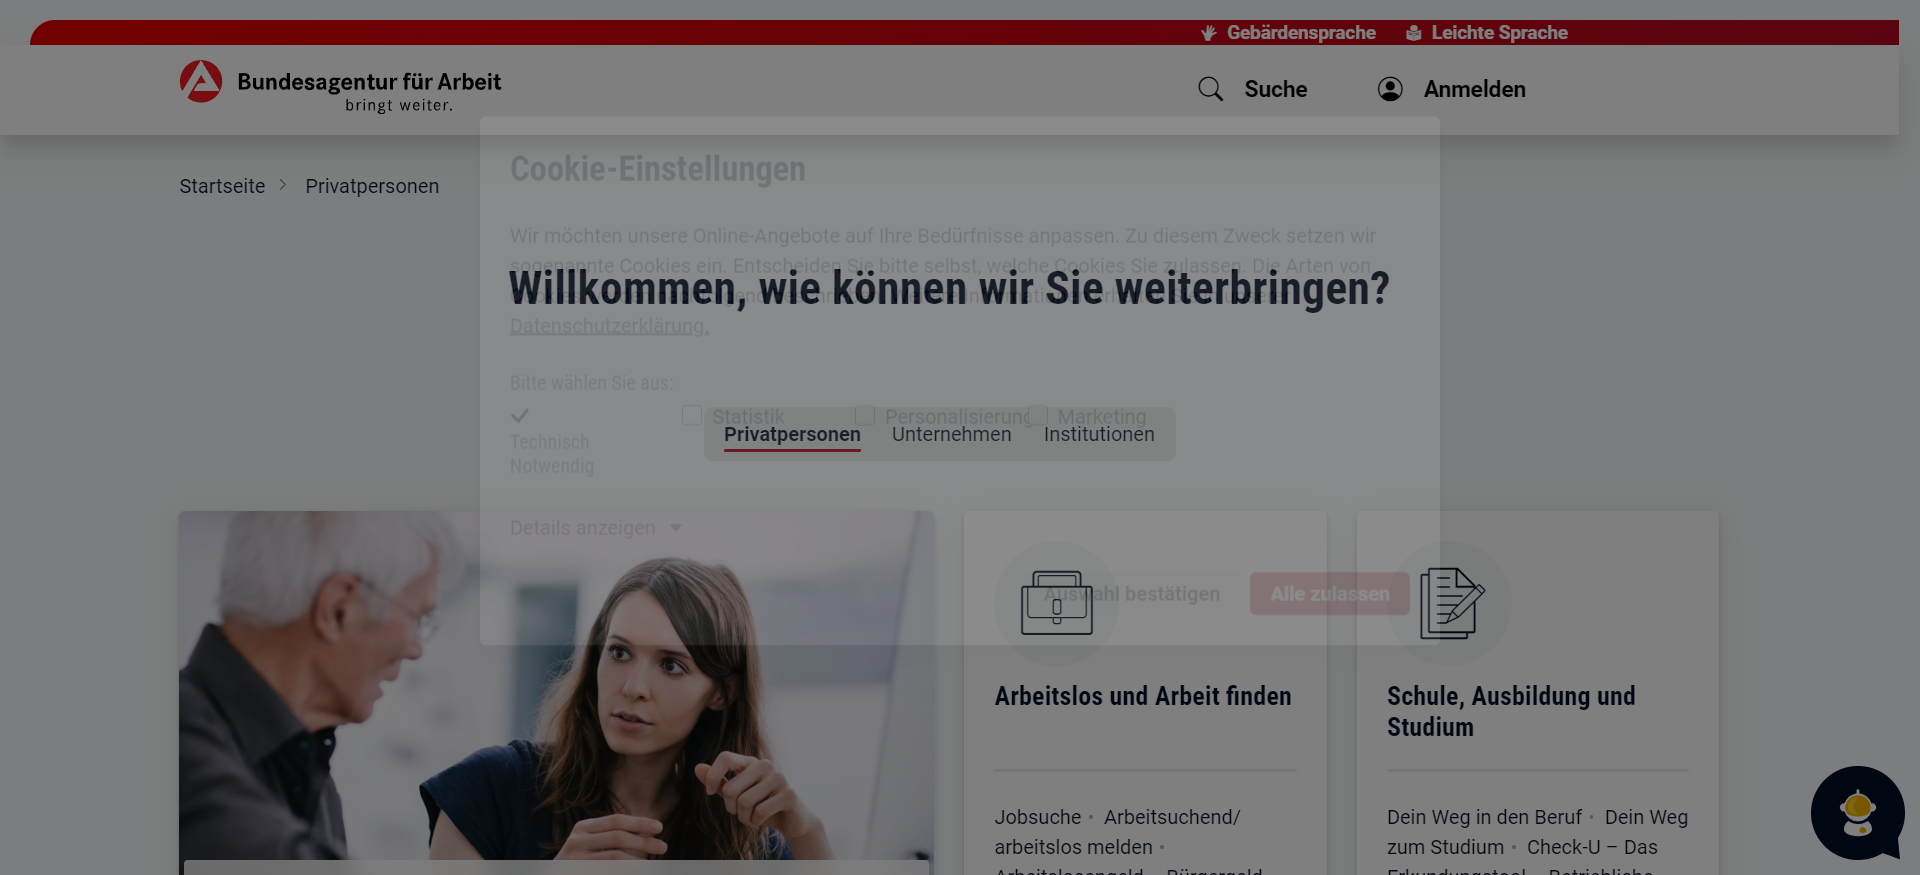 Gebärdensprache
Leichte Sprache
Bundesagentur für Arbeit
bringt weiter.
Suche
Anmelden
Startseite
Privatpersonen
Cookie-Einstellungen
Wir möchten unsere Online-Angebote auf Ihre Bedürfnisse anpassen. Zu diesem Zweck setzen wir
sogenannte Cookies ein. Entscheiden Sie bitte selbst, welche Cookies Sie zulassen. Die Arten von
Willkommen, wie können wir Sie weiterbringen?
Datenschutzerklärung.
Bitte wählen Sie aus:
Technisch
Notwendig
Statistik
Personalisierung
Marketing
Privatpersonen
Unternehmen
Institutionen
Details anzeigen
Auswahl bestätigen
Alle zulassen
Arbeitslos und Arbeit finden
Jobsuche • Arbeitsuchend/
arbeitslos melden •
Arbeitslosengeld Bürgergeld
Schule, Ausbildung und
Studium
Dein Weg in den Beruf • Dein Weg
zum Studium • Check-U – Das
Erkundungstool Betriebliche